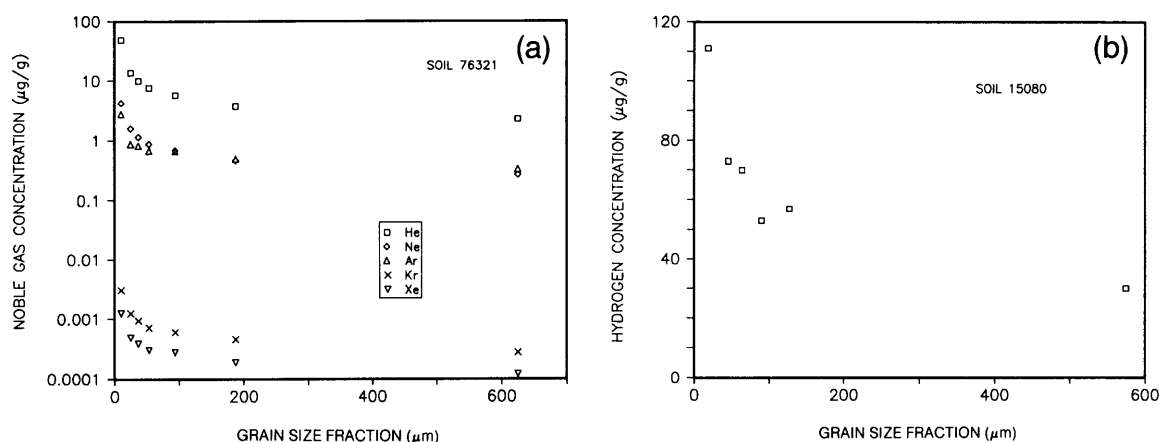 (a)
SOIL 76321
NOBLE GAS CONCENTRATION (µg/g)
100
10
1
0.1
0.01
0.001
0.0001
He
Ne
Ar
Kr
Xe
0 200 400 600
GRAIN SIZE FRACTION (µm)
(b)
SOIL 15080
HYDROGEN CONCENTRATION (µg/g)
120
80
40
0
0 200 400 600
GRAIN SIZE FRACTION (µm)